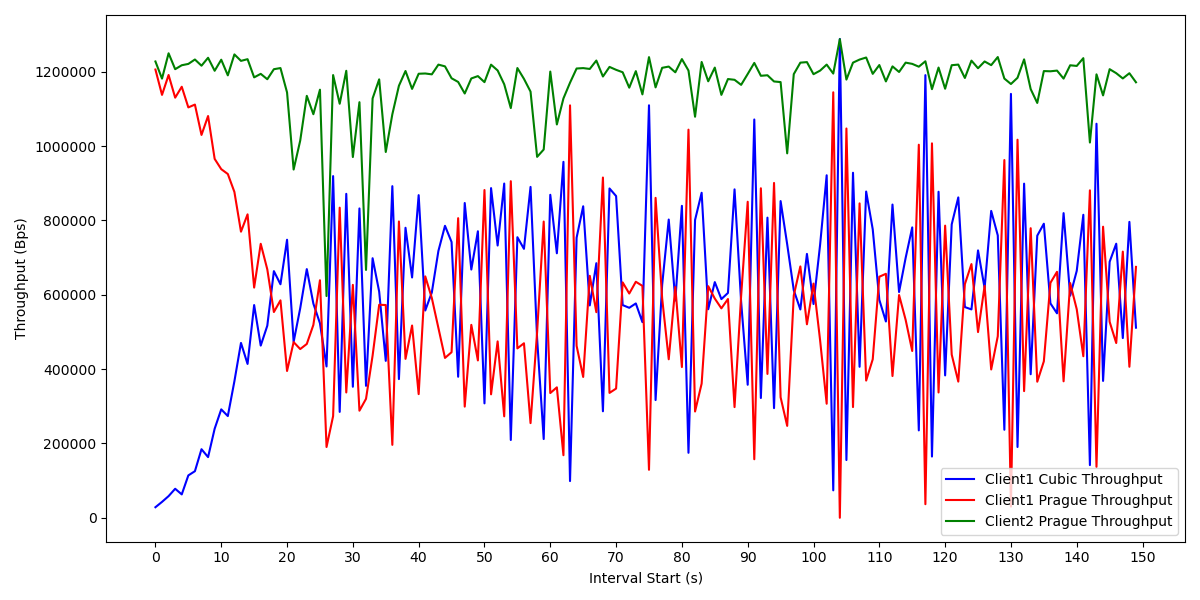 1200000
1000000
800000
600000
400000
200000
0
Throughput (Bps)
Client1 Cubic Throughput
Client1 Prague Throughput
Client2 Prague Throughput
0 10 20 30 40 50 60 70 80 90 100 110 120 130 140 150
Interval Start (s)